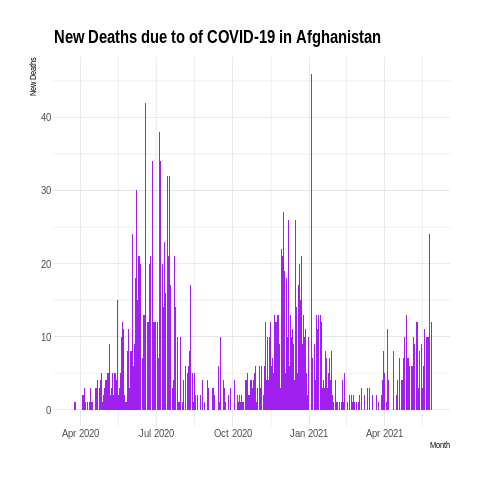 New Deaths due to of COVID-19 in Afghanistan
New Deaths
40
30
20
10
0
Apr 2020 Jul 2020 Oct 2020 Jan 2021 Apr 2021
Month